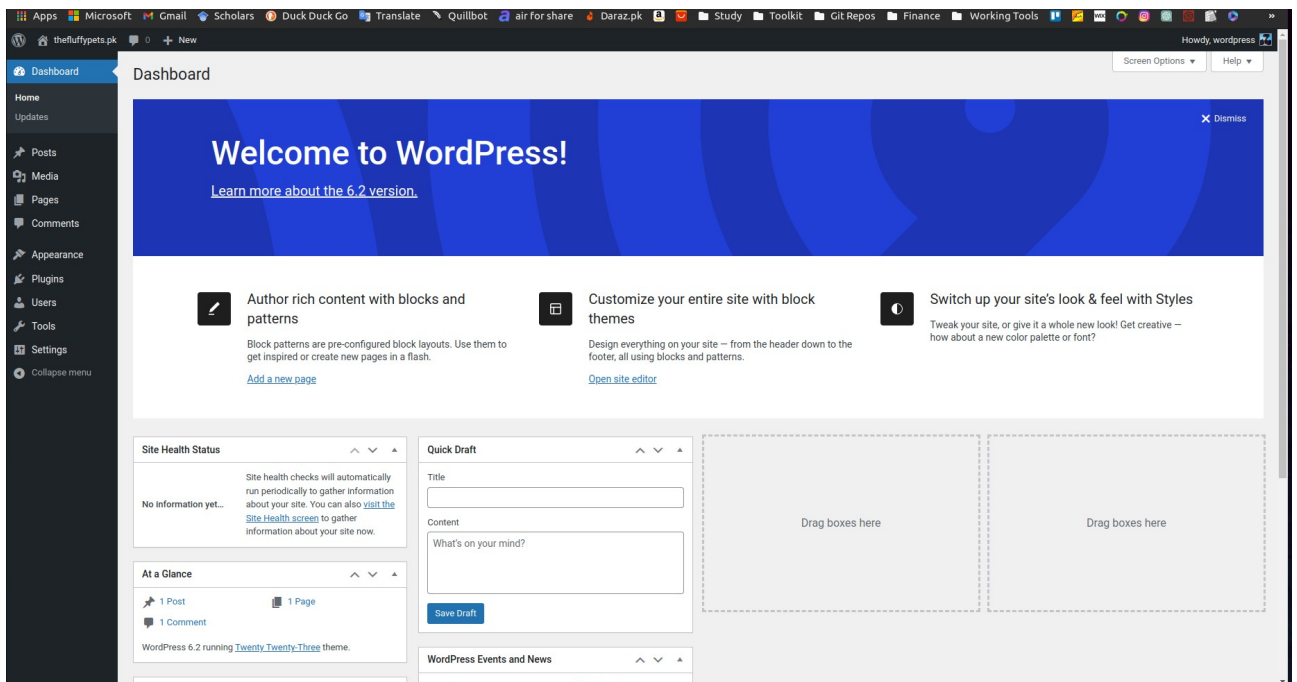 Apps Microsoft Gmail Scholars Duck Duck Go Translate Quillbot air for share Daraz.pk Study Toolkit Git Repos Finance Working Tools »
thefluffypets.pk 0 + New Howdy, wordpress
Screen Options Help
Dashboard
Home
Updates
Posts
Media
Pages
Comments
Appearance
Plugins
Users
Tools
Settings
Collapse menu
Dashboard
Dismiss
Welcome to WordPress!
Learn more about the 6.2 version.
Author rich content with blocks and
patterns
Block patterns are pre-configured block layouts. Use them to
get inspired or create new pages in a flash.
Add a new page
Customize your entire site with block
themes
Design everything on your site — from the header down to the
footer, all using blocks and patterns.
Open site editor
Switch up your site's look & feel with Styles
Tweak your site, or give it a whole new look! Get creative —
how about a new color palette or font?
Site Health Status
No information yet...
Site health checks will automatically
run periodically to gather information
about your site. You can also visit the
Site Health screen to gather
information about your site now.
At a Glance
1 Post 1 Page
1 Comment
WordPress 6.2 running Twenty Twenty-Three theme.
Quick Draft
Title
Content
What's on your mind?
Save Draft
WordPress Events and News
Drag boxes here
Drag boxes here